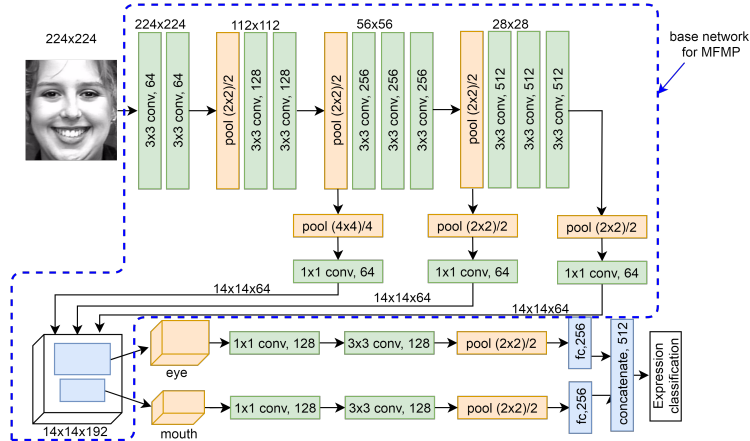 224x224
224x224
112x112
56x56
28x28
base network
for MFMP
3x3 conv, 64
3x3 conv, 64
pool (2x2)/2
3x3 conv, 128
3x3 conv, 128
pool (2x2)/2
3x3 conv, 256
3x3 conv, 256
3x3 conv, 256
pool (2x2)/2
3x3 conv, 512
3x3 conv, 512
3x3 conv, 512
pool (4x4)/4
pool (2x2)/2
pool (2x2)/2
1x1 conv, 64
1x1 conv, 64
1x1 conv, 64
14x14x64
14x14x64
14x14x64
14x14x192
eye
1x1 conv, 128
3x3 conv, 128
pool (2x2)/2
fc,256
mouth
1x1 conv, 128
3x3 conv, 128
pool (2x2)/2
fc,256
concatenate, 512
Expression
classification